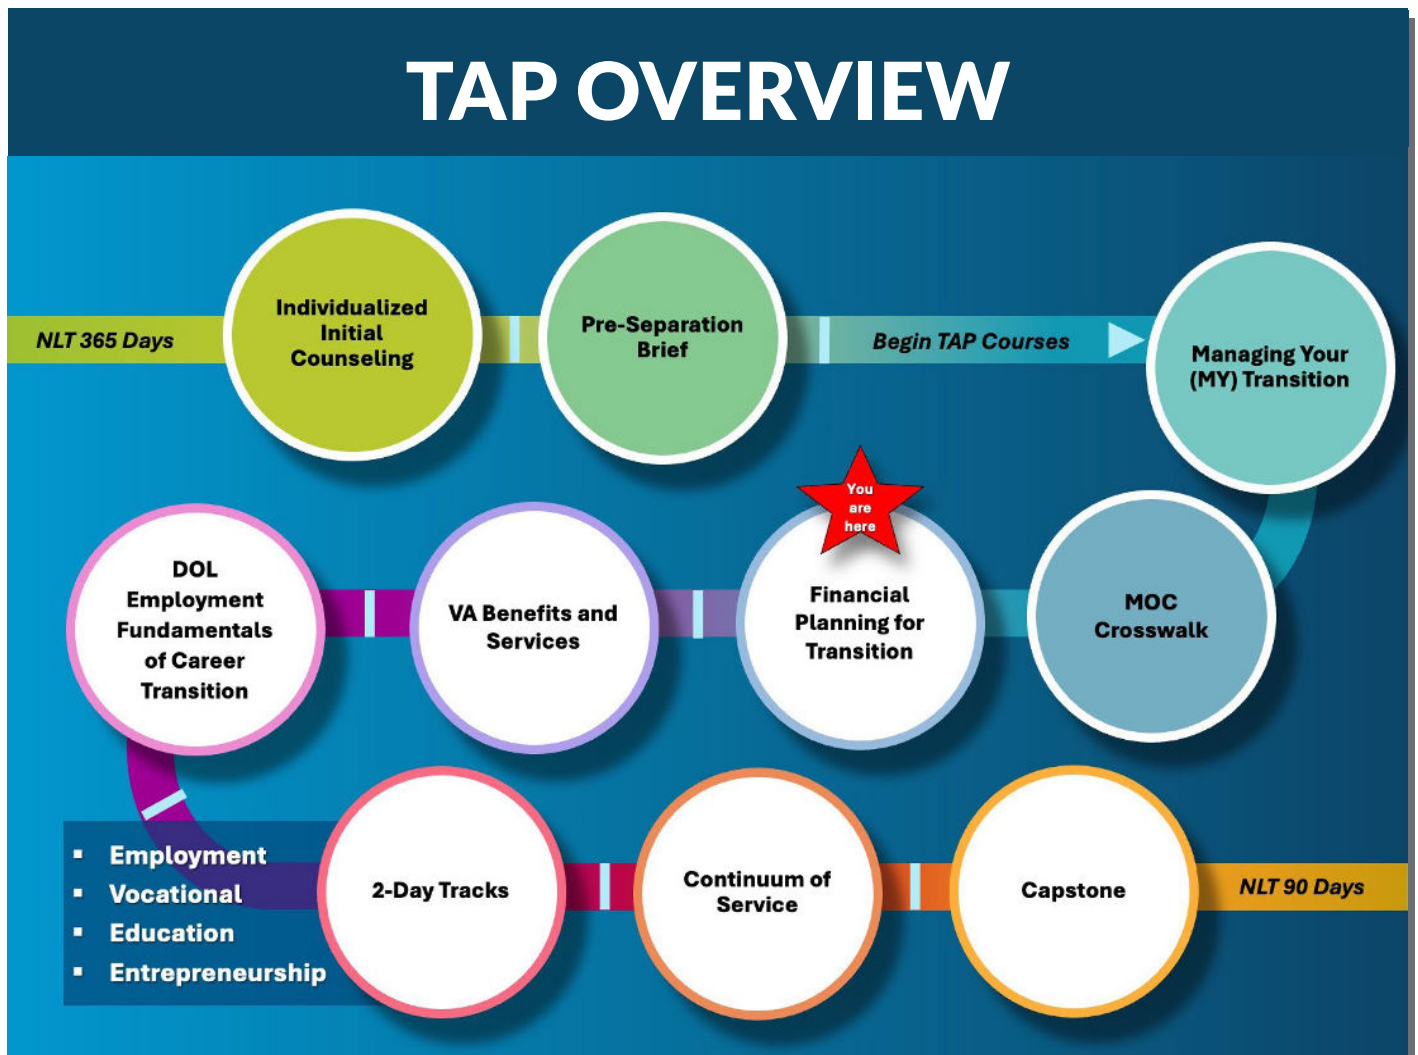 TAP OVERVIEW
NLT 365 Days
Individualized
Initial
Counseling
Pre-Separation
Brief
Begin TAP Courses
Managing Your
(MY) Transition
MOC
Crosswalk
You
are
here
Financial
Planning for
Transition
VA Benefits and
Services
DOL
Employment
Fundamentals
of Career
Transition
▪ Employment
▪ Vocational
▪ Education
▪ Entrepreneurship
2-Day Tracks
Continuum of
Service
Capstone
NLT 90 Days